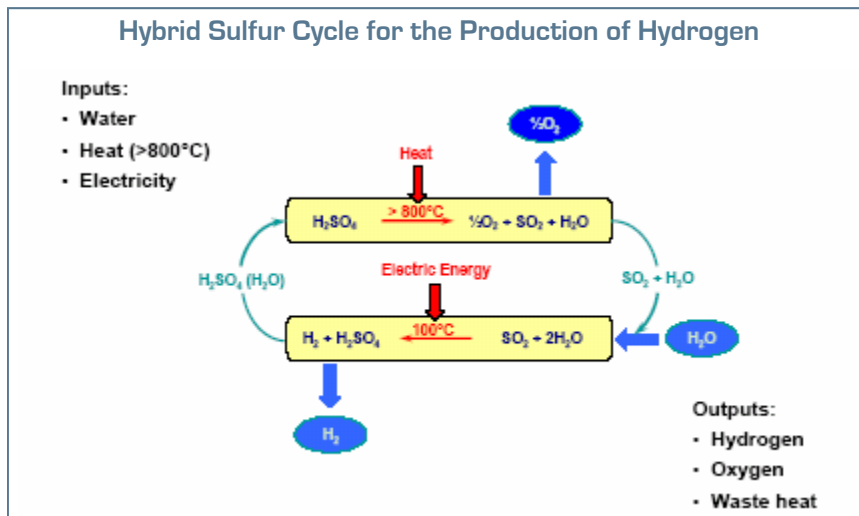 Hybrid Sulfur Cycle for the Production of Hydrogen
Inputs:
• Water
• Heat (>800°C)
• Electricity
½O₂
Heat
H₂SO₄ > 800°C ½O₂ + SO₂ + H₂O
H₂SO₄ (H₂O)
Electric Energy
SO₂ + H₂O
H₂ + H₂SO₄ 100°C SO₂ + 2H₂O
H₂O
H₂
Outputs:
• Hydrogen
• Oxygen
• Waste heat